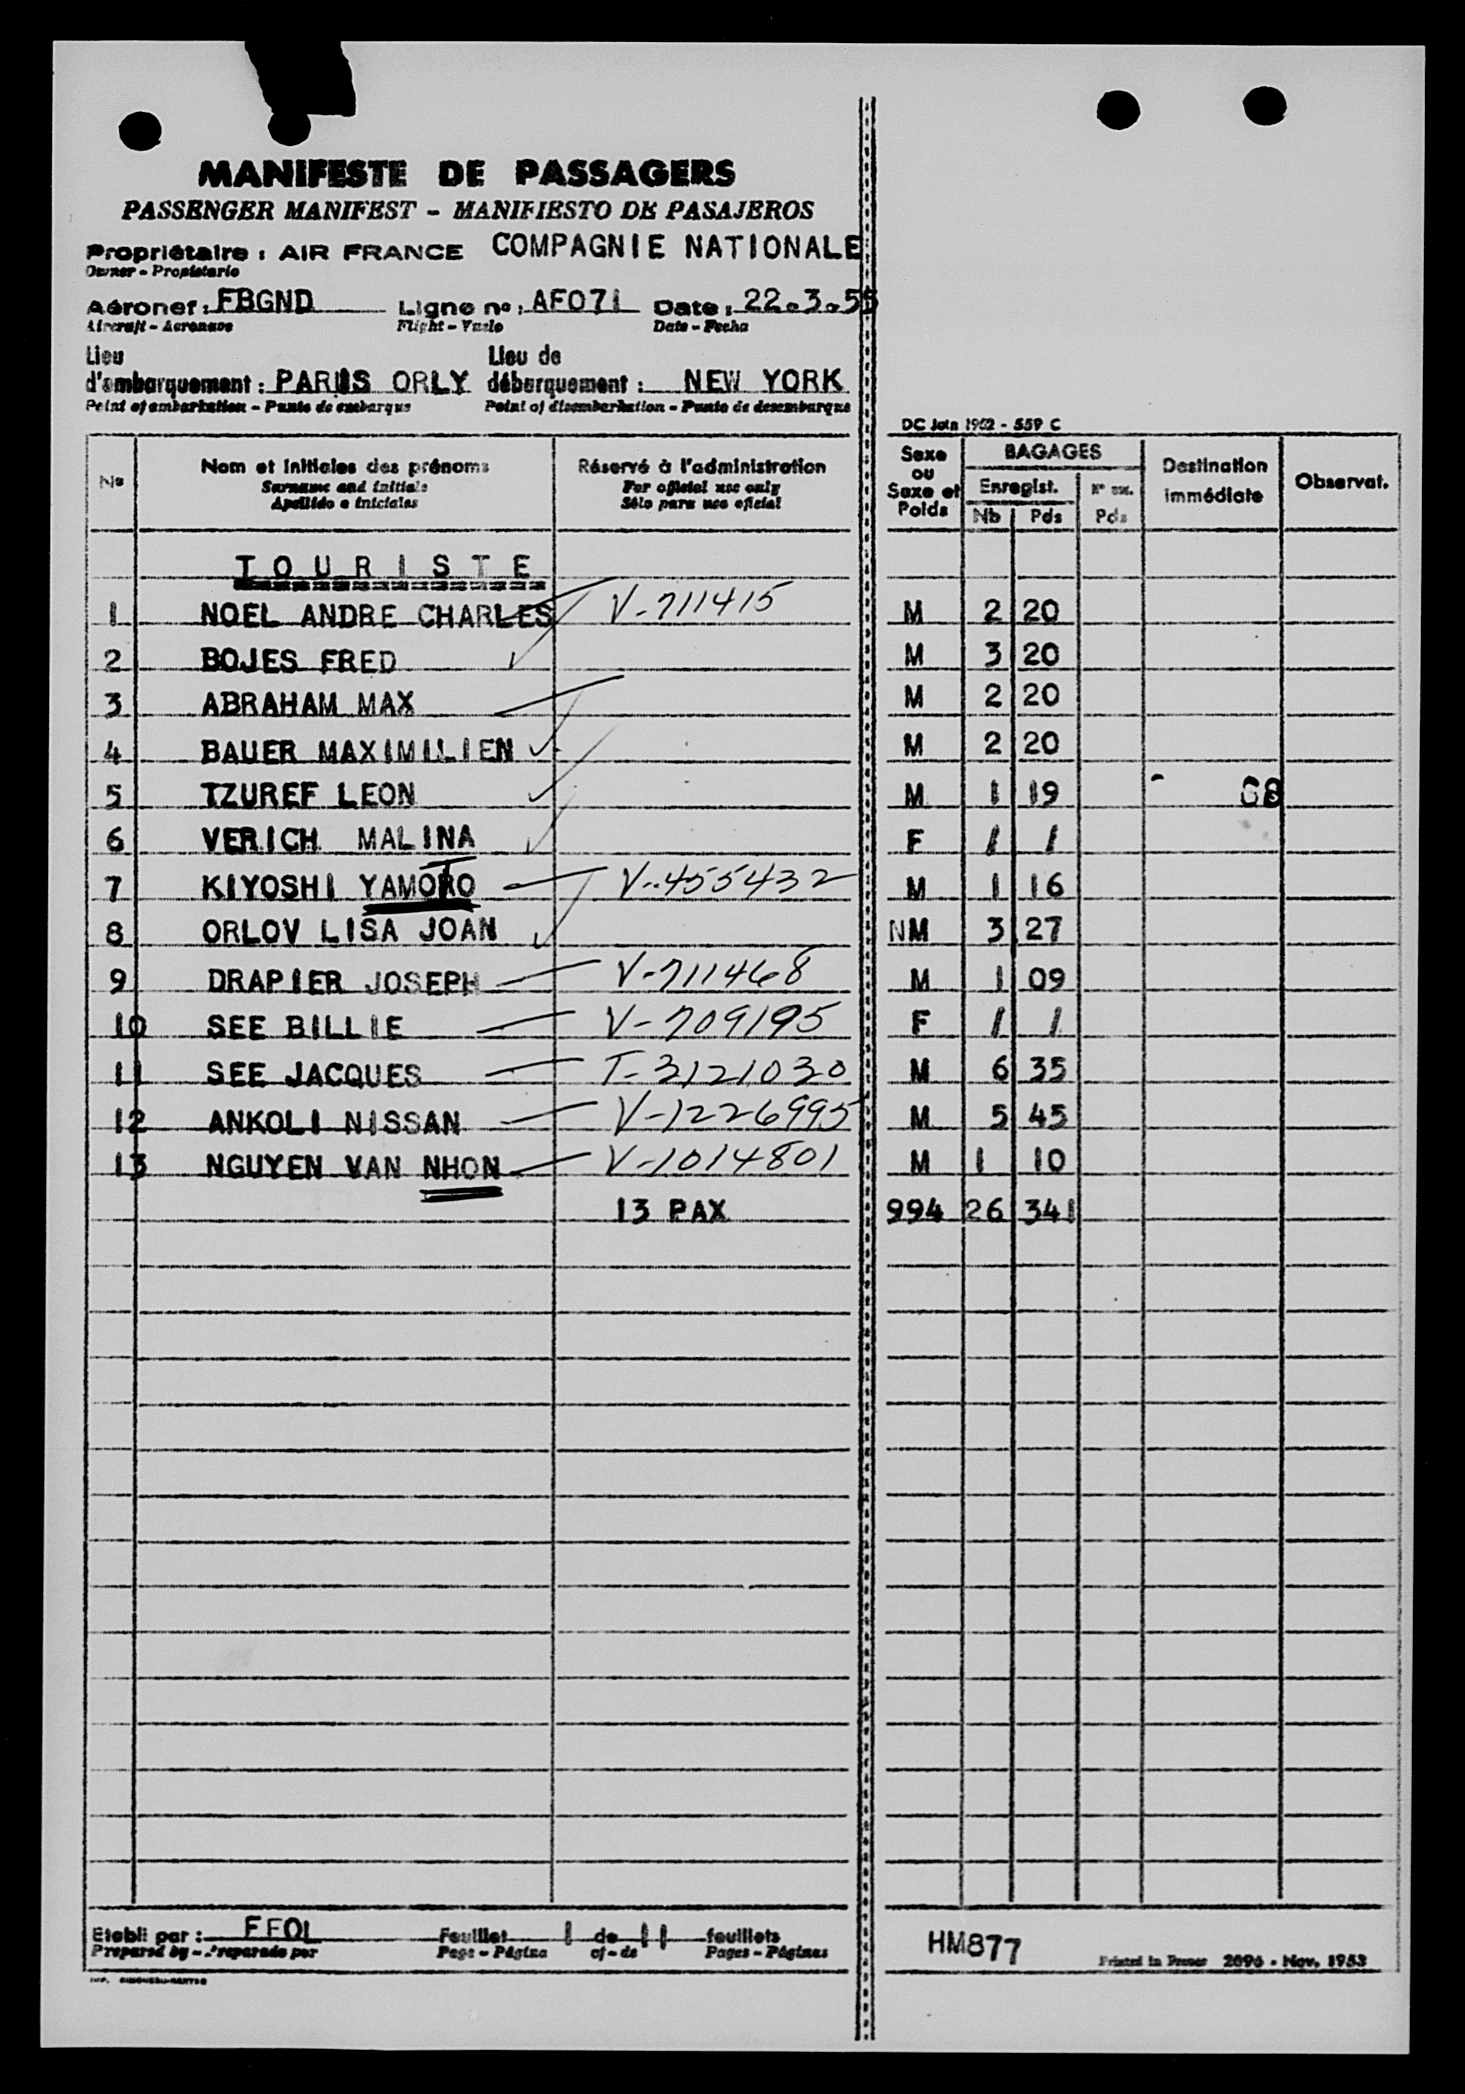 MANIFESTE DE PASSAGERS
PASSENGER MANIFEST - MANIFIESTO DE PASAJEROS
Propriétaire : AIR FRANCE COMPAGNIE NATIONALE
Owner - Propietario
Aéronef : FBGND Ligne no : AF071 Date : 22.3.55
Aircraft - Aeronave Flight - Vuelo Date - Fecha
Lieu d'embarquement : PARIS ORLY Lieu de débarquement : NEW YORK
Point of embarkation - Punto de embarque Point of disembarkation - Punto de desembarque
DC Juin 1952 - 559 C
No Nom et initiales des prénoms Réservé à l'administration Sexe ou Sexe et Poids BAGAGES Destination immédiate Observat.
Surname and initials For official use only Enregist. Nb Pds Pds
Apellido e iniciales Sólo para uso oficial
TOURISTE
1 NOEL ANDRE CHARLES V-711415 M 2 20
2 BOJES FRED M 3 20
3 ABRAHAM MAX M 2 20
4 BAUER MAXIMILIEN M 2 20
5 TZUREF LEON M 1 19
6 VERICH MALINA F / /
7 KIYOSHI YAMOTO V-455432 M 1 16
8 ORLOV LISA JOAN NM 3 27
9 DRAPIER JOSEPH V-711468 M 1 09
10 SEE BILLIE V-709195 F / /
11 SEE JACQUES T-3121030 M 6 35
12 ANKOLI NISSAN V-1226995 M 5 45
13 NGUYEN VAN NHON V-1014801 M 1 10
13 PAX 994 26 341
Etabli par : FFOL Feuillet 1 de 11 feuillets
Prepared by - Preparado por Page - Página of - de Pages - Páginas
HM877 Printed in France 2696 - Nov. 1953